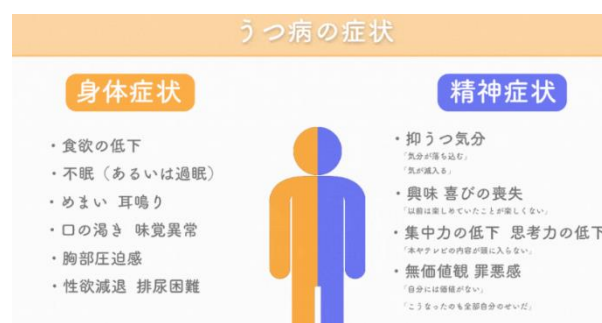 うつ病の症状
身体症状
・食欲の低下
・不眠（あるいは過眠）
・めまい 耳鳴り
・口の渇き 味覚異常
・胸部圧迫感
・性欲減退 排尿困難
精神症状
・抑うつ気分
「気分が落ち込む」
「気が滅入る」
・興味 喜びの喪失
「以前は楽しめていたことが楽しくない」
・集中力の低下 思考力の低下
「本やテレビの内容が頭に入らない」
・無価値観 罪悪感
「自分には価値がない」
「こうなったのも全部自分のせいだ」